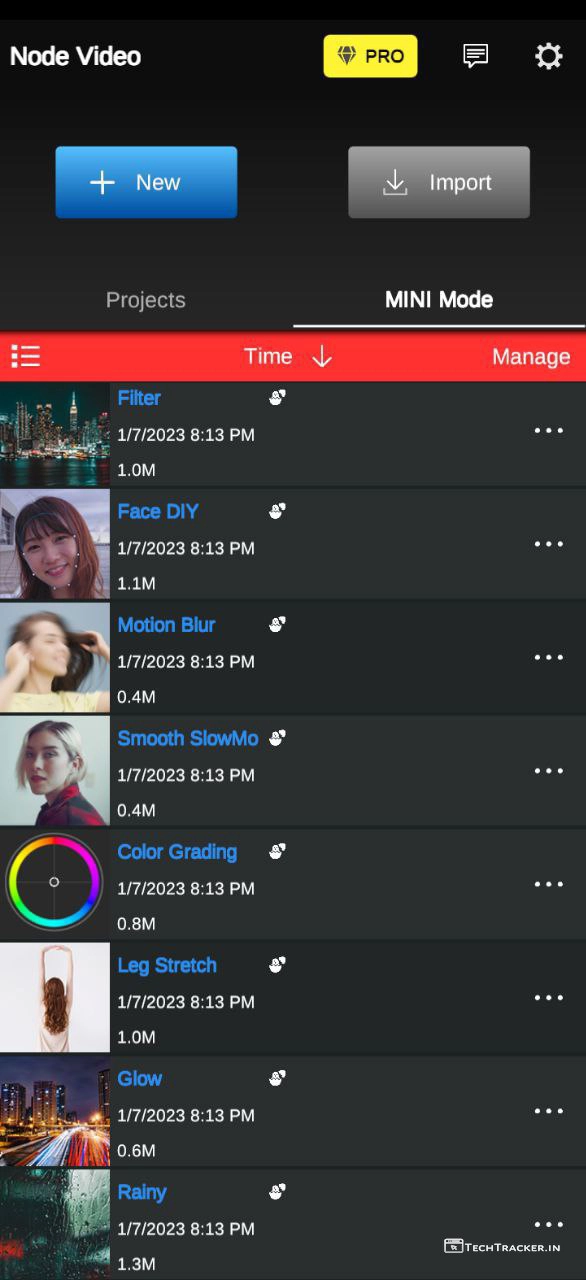 Node Video
PRO
New
Import
Projects
MINI Mode
Time
Manage
Filter
1/7/2023 8:13 PM
1.0M
Face DIY
1/7/2023 8:13 PM
1.1M
Motion Blur
1/7/2023 8:13 PM
0.4M
Smooth SlowMo
1/7/2023 8:13 PM
0.4M
Color Grading
1/7/2023 8:13 PM
0.8M
Leg Stretch
1/7/2023 8:13 PM
1.0M
Glow
1/7/2023 8:13 PM
0.6M
Rainy
1/7/2023 8:13 PM
1.3M
TECHTRACKER.IN